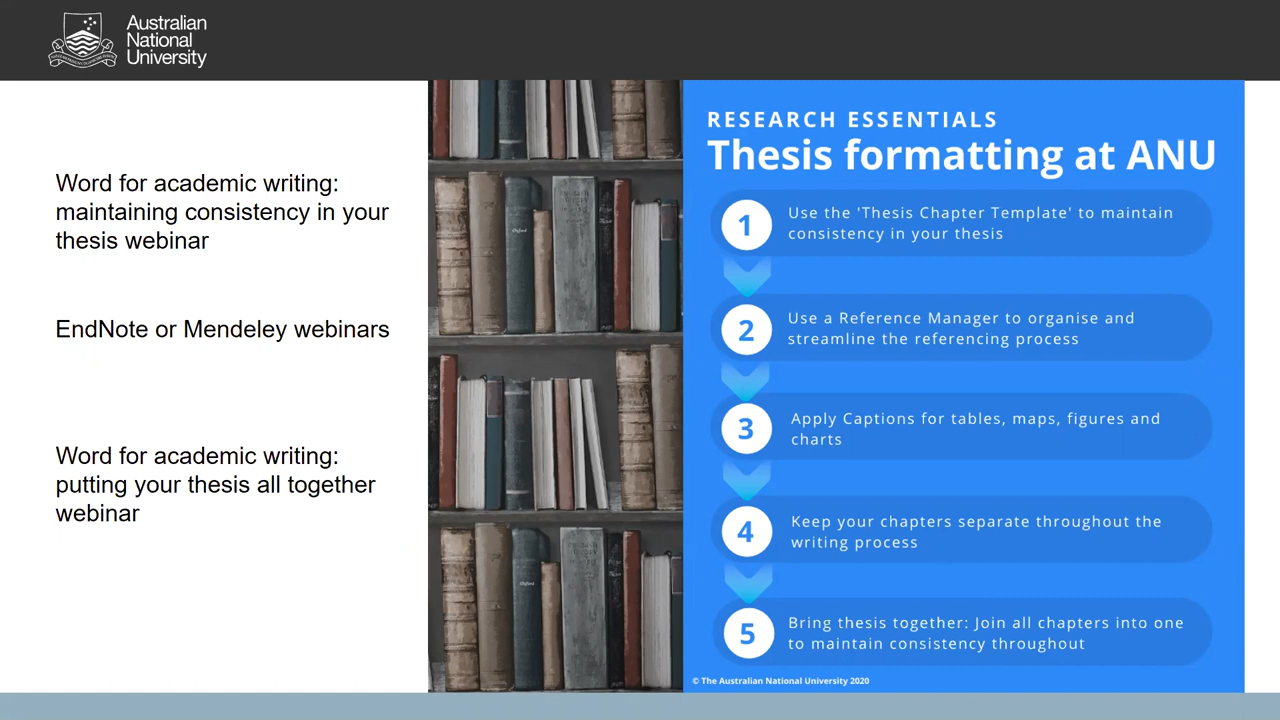 Australian
National
University
Word for academic writing:
maintaining consistency in your
thesis webinar
EndNote or Mendeley webinars
Word for academic writing:
putting your thesis all together
webinar
RESEARCH ESSENTIALS
Thesis formatting at ANU
1
Use the 'Thesis Chapter Template' to maintain
consistency in your thesis
2
Use a Reference Manager to organise and
streamline the referencing process
3
Apply Captions for tables, maps, figures and
charts
4
Keep your chapters separate throughout the
writing process
5
Bring thesis together: Join all chapters into one
to maintain consistency throughout
© The Australian National University 2020